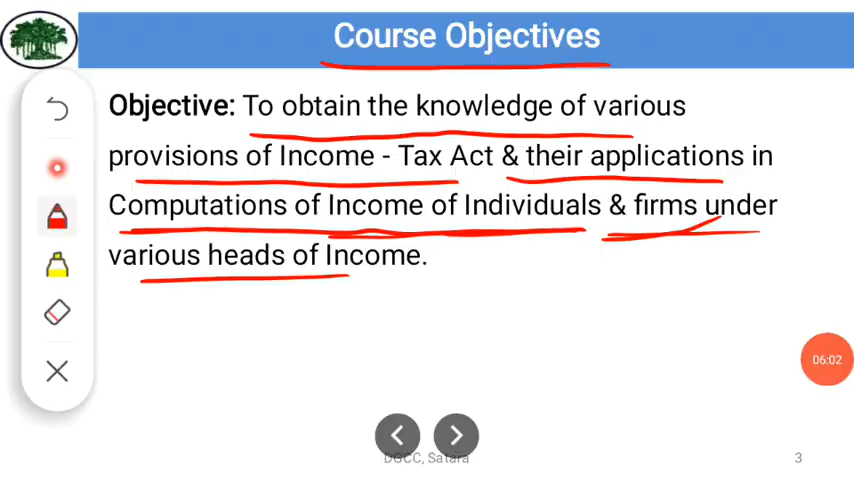 Course Objectives
Objective: To obtain the knowledge of various
provisions of Income - Tax Act & their applications in
Computations of Income of Individuals & firms under
various heads of Income.
06:02
DGCC, Satara
3